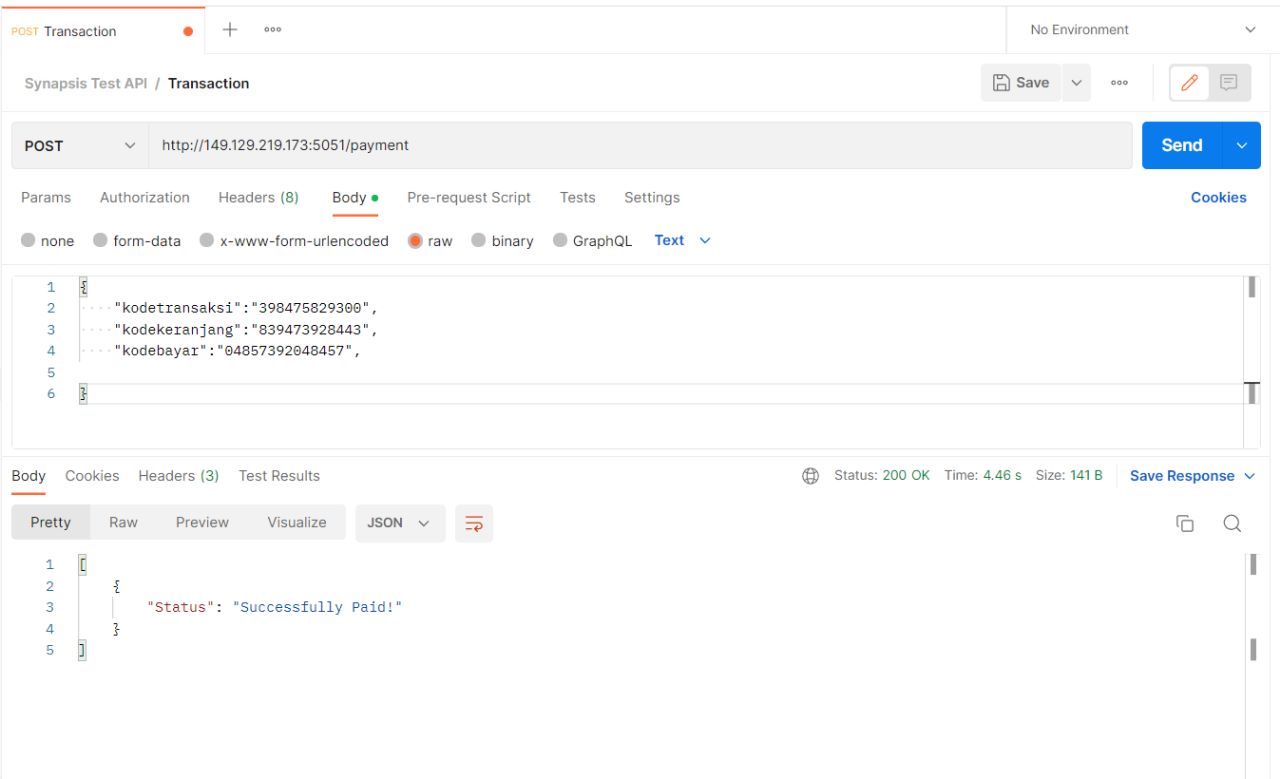 POST Transaction
No Environment
Synapsis Test API / Transaction
Save
POST http://149.129.219.173:5051/payment
Send
Params Authorization Headers (8) Body Pre-request Script Tests Settings Cookies
none form-data x-www-form-urlencoded raw binary GraphQL Text
1 {
2 ····"kodetransaksi":"398475829300",
3 ····"kodekeranjang":"839473928443",
4 ····"kodebayar":"04857392048457",
5
6 }
Body Cookies Headers (3) Test Results Status: 200 OK Time: 4.46 s Size: 141 B Save Response
Pretty Raw Preview Visualize JSON
1 [
2 {
3 "Status": "Successfully Paid!"
4 }
5 ]